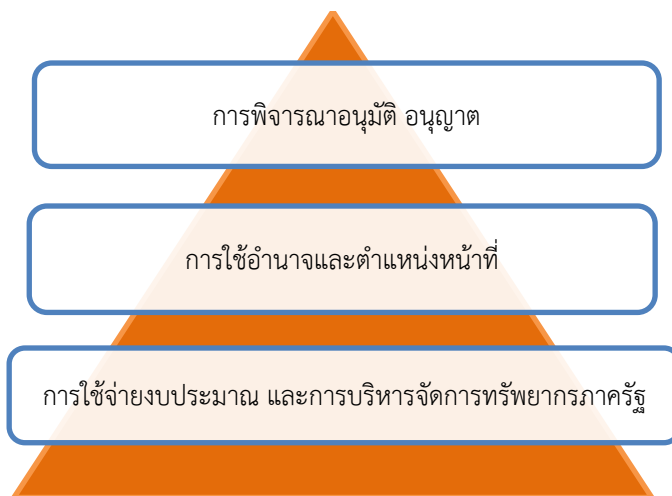 การพิจารณาอนุมัติ อนุญาต
การใช้อำนาจและตำแหน่งหน้าที่
การใช้จ่ายงบประมาณ และการบริหารจัดการทรัพยากรภาครัฐ